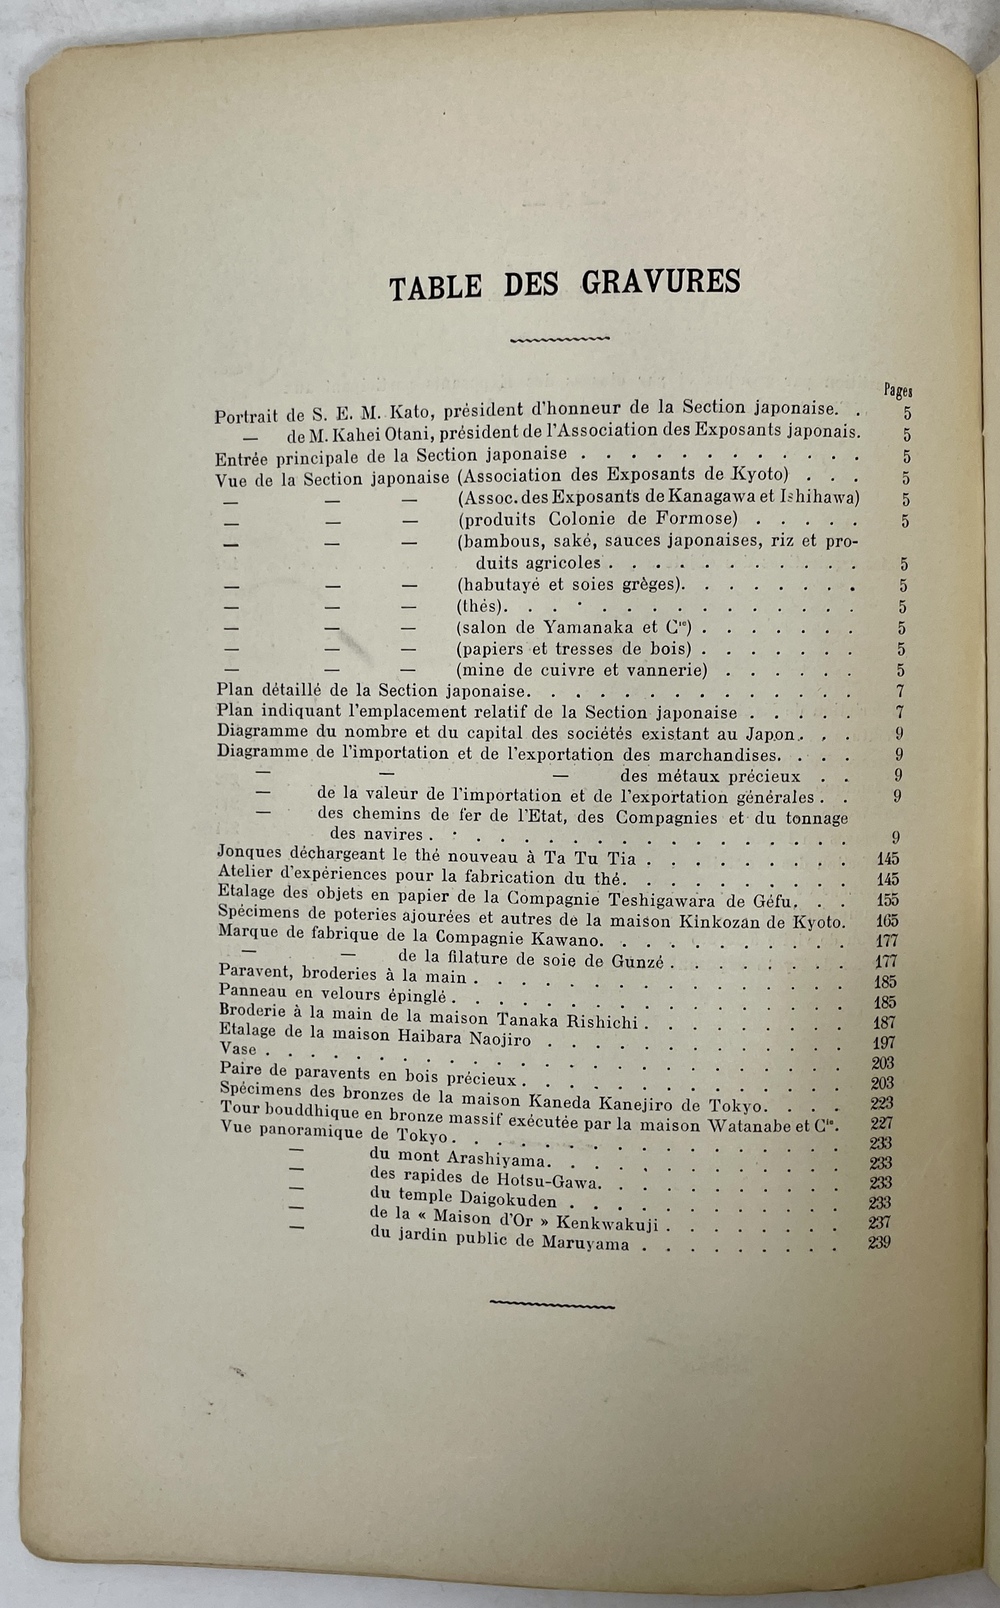 TABLE DES GRAVURES
Pages
Portrait de S. E. M. Kato, président d'honneur de la Section japonaise. . 5
— de M. Kahei Otani, président de l'Association des Exposants japonais. 5
Entrée principale de la Section japonaise . . . . . . . . . . . . 5
Vue de la Section japonaise (Association des Exposants de Kyoto) . . . 5
— — — (Assoc. des Exposants de Kanagawa et Ishihawa) 5
— — — (produits Colonie de Formose) . . . . . 5
— — — (bambous, saké, sauces japonaises, riz et pro-
duits agricoles . . . . . . . . . . . 5
— — — (habutayé et soies grèges). . . . . . . . 5
— — — (thés). . . . . . . . . . . . . . . 5
— — — (salon de Yamanaka et Cie) . . . . . . . 5
— — — (papiers et tresses de bois) . . . . . . . 5
— — — (mine de cuivre et vannerie) . . . . . . 5
Plan détaillé de la Section japonaise. . . . . . . . . . . . . . 7
Plan indiquant l'emplacement relatif de la Section japonaise . . . . . 7
Diagramme du nombre et du capital des sociétés existant au Japon. . . 9
Diagramme de l'importation et de l'exportation des marchandises. . . . 9
— — — des métaux précieux . . 9
— de la valeur de l'importation et de l'exportation générales . . 9
— des chemins de fer de l'Etat, des Compagnies et du tonnage
des navires . . . . . . . . . . . . . . 9
Jonques déchargeant le thé nouveau à Ta Tu Tia . . . . . . . . . 145
Atelier d'expériences pour la fabrication du thé. . . . . . . . . . 145
Etalage des objets en papier de la Compagnie Teshigawara de Géfu. . . 155
Spécimens de poteries ajourées et autres de la maison Kinkozan de Kyoto. 165
Marque de fabrique de la Compagnie Kawano. . . . . . . . . . 177
— — de la filature de soie de Gunzé . . . . . . . . 177
Paravent, broderies à la main . . . . . . . . . . . . . . . . 185
Panneau en velours épinglé . . . . . . . . . . . . . . . . . 185
Broderie à la main de la maison Tanaka Rishichi . . . . . . . . . 187
Etalage de la maison Haibara Naojiro . . . . . . . . . . . . . 197
Vase . . . . . . . . . . . . . . . . . . . . . . . . 203
Paire de paravents en bois précieux . . . . . . . . . . . . . . 203
Spécimens des bronzes de la maison Kaneda Kanejiro de Tokyo. . . . 223
Tour bouddhique en bronze massif exécutée par la maison Watanabe et Cie. 227
Vue panoramique de Tokyo . . . . . . . . . . . . . . . . . 233
— du mont Arashiyama. . . . . . . . . . . . . 233
— des rapides de Hotsu-Gawa. . . . . . . . . . . 233
— du temple Daigokuden . . . . . . . . . . . . 233
— de la « Maison d'Or » Kenkwakuji . . . . . . . . 237
— du jardin public de Maruyama . . . . . . . . . 239